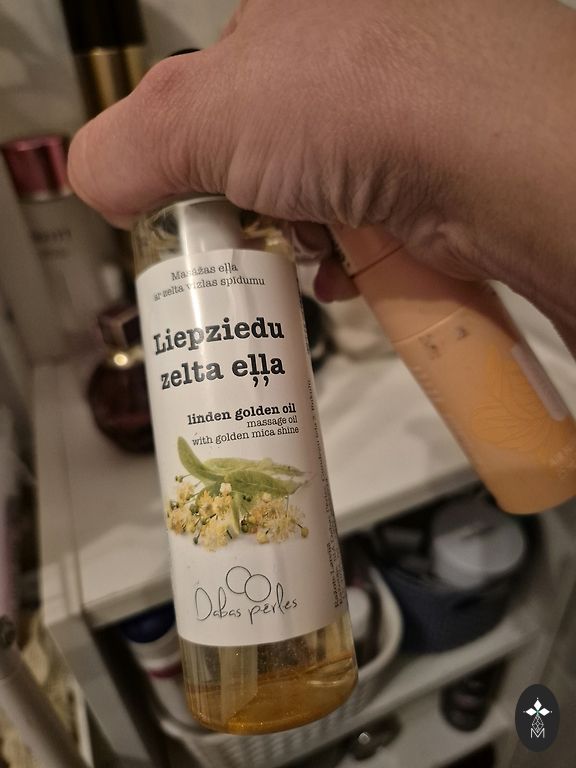 Masāžas eļļa
ar zelta vizlas spīdumu
Liepziedu
zelta eļļa
linden golden oil
massage oil
with golden mica shine
Dabas pērles